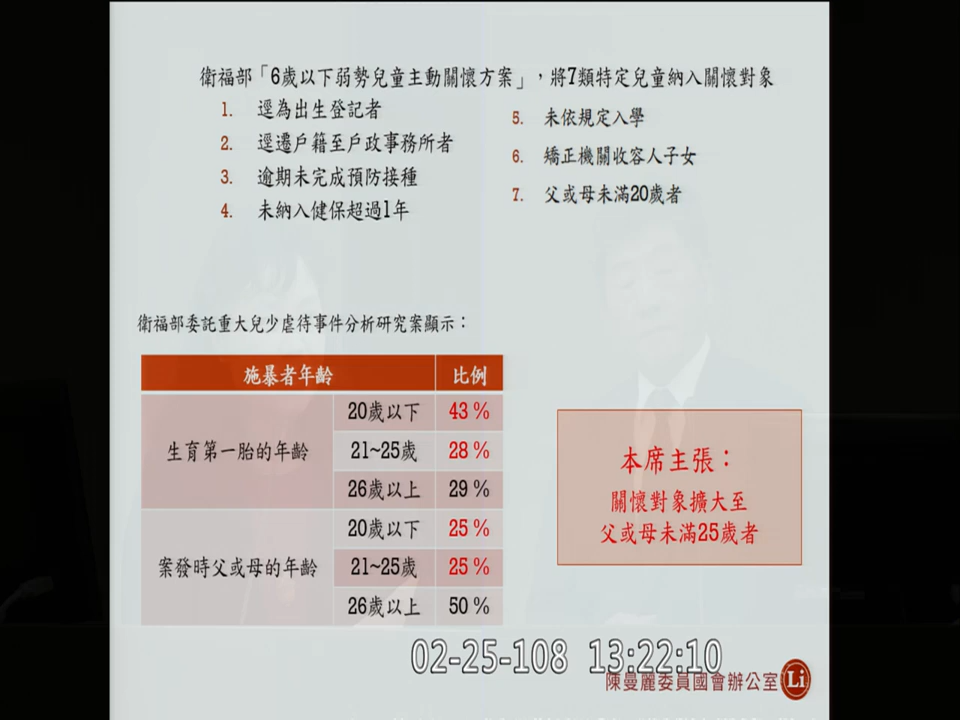 衛福部「6歲以下弱勢兒童主動關懷方案」，將7類特定兒童納入關懷對象
1. 逕為出生登記者
2. 逕遷戶籍至戶政事務所者
3. 逾期未完成預防接種
4. 未納入健保超過1年
5. 未依規定入學
6. 矯正機關收容人子女
7. 父或母未滿20歲者
衛福部委託重大兒少虐待事件分析研究案顯示：
施暴者年齡 比例
生育第一胎的年齡
20歲以下 43 %
21~25歲 28 %
26歲以上 29 %
案發時父或母的年齡
20歲以下 25 %
21~25歲 25 %
26歲以上 50 %
本席主張：
關懷對象擴大至
父或母未滿25歲者
02-25-108 13:22:10
陳曼麗委員國會辦公室 Li